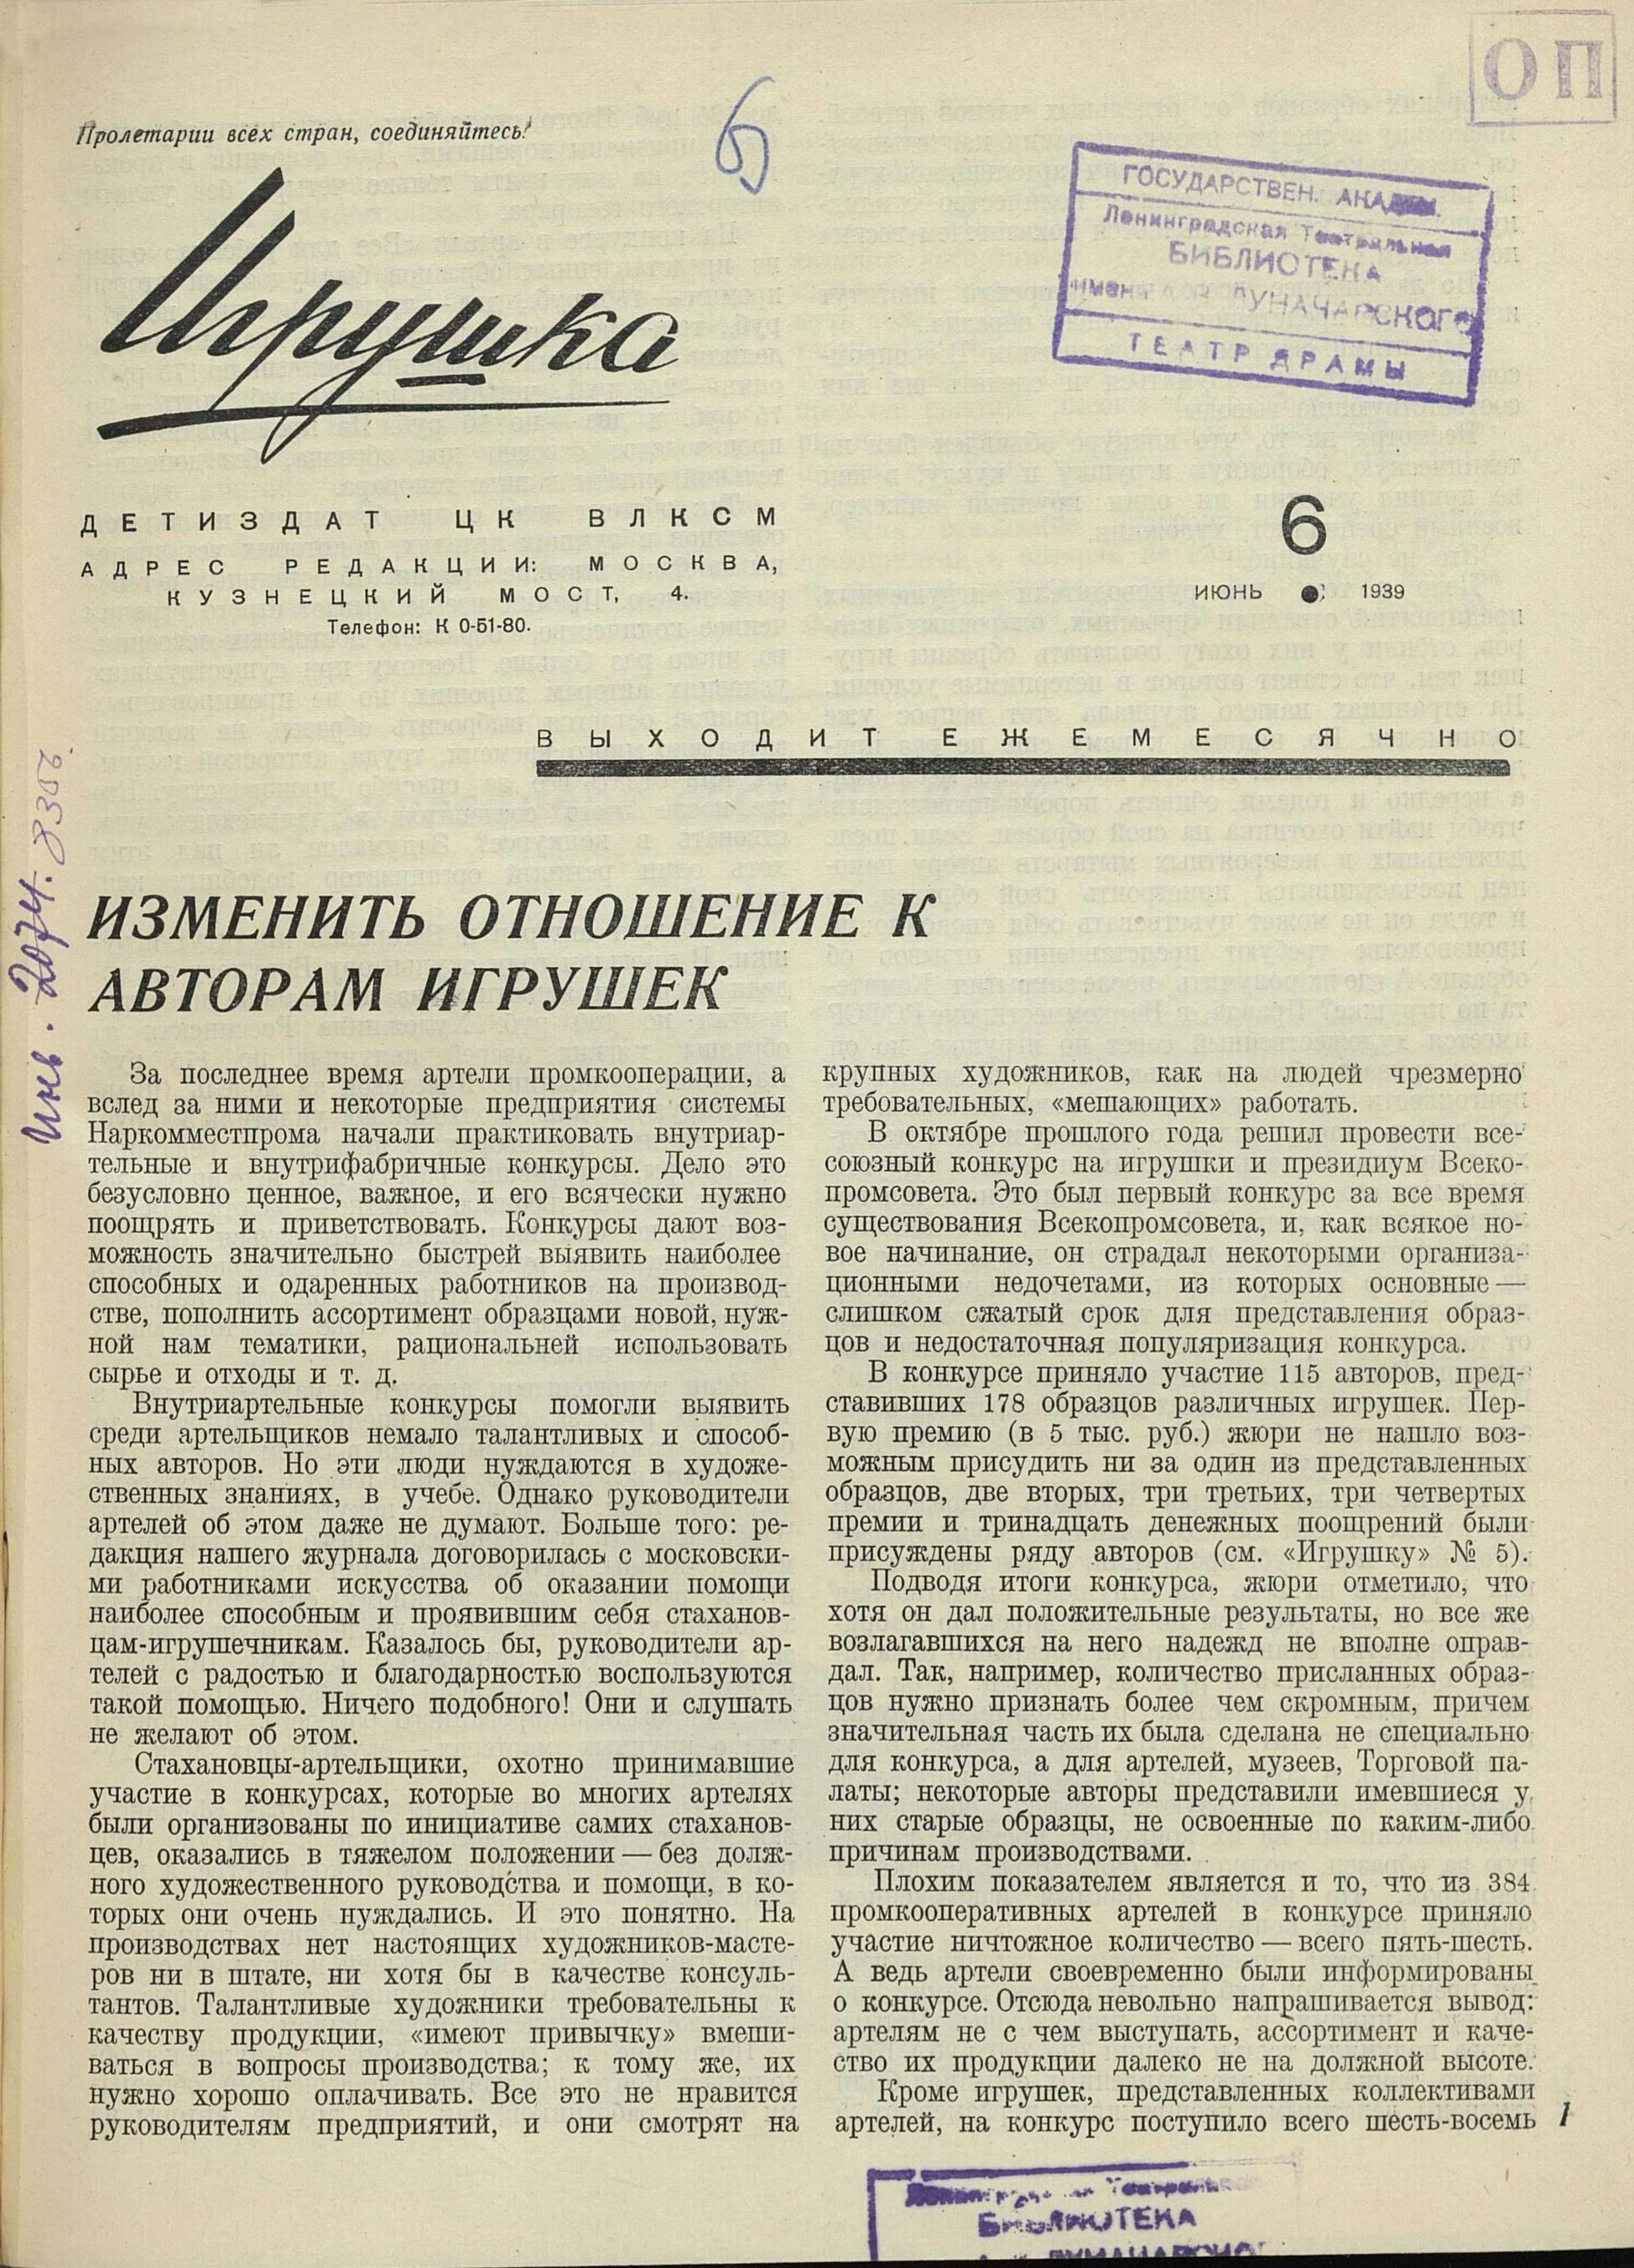 ОП
Пролетарии всех стран, соединяйтесь!
Игрушка
ГОСУДАРСТВЕН. АКАДЕМ.
Ленинградская Театральная
БИБЛИОТЕКА
имени ЛУНАЧАРСКОГО
ТЕАТР ДРАМЫ
ДЕТИЗДАТ ЦК ВЛКСМ
АДРЕС РЕДАКЦИИ: МОСКВА,
КУЗНЕЦКИЙ МОСТ, 4.
Телефон: К 0-51-80.
6
ИЮНЬ ● 1939
ВЫХОДИТ ЕЖЕМЕСЯЧНО
ИЗМЕНИТЬ ОТНОШЕНИЕ К
АВТОРАМ ИГРУШЕК
За последнее время артели промкооперации, а
вслед за ними и некоторые предприятия системы
Наркомместпрома начали практиковать внутриар-
тельные и внутрифабричные конкурсы. Дело это
безусловно ценное, важное, и его всячески нужно
поощрять и приветствовать. Конкурсы дают воз-
можность значительно быстрей выявить наиболее
способных и одаренных работников на производ-
стве, пополнить ассортимент образцами новой, нуж-
ной нам тематики, рациональней использовать
сырье и отходы и т. д.
Внутриартельные конкурсы помогли выявить
среди артельщиков немало талантливых и способ-
ных авторов. Но эти люди нуждаются в художе-
ственных знаниях, в учебе. Однако руководители
артелей об этом даже не думают. Больше того: ре-
дакция нашего журнала договорилась с московски-
ми работниками искусства об оказании помощи
наиболее способным и проявившим себя стаханов-
цам-игрушечникам. Казалось бы, руководители ар-
телей с радостью и благодарностью воспользуются
такой помощью. Ничего подобного! Они и слушать
не желают об этом.
Стахановцы-артельщики, охотно принимавшие
участие в конкурсах, которые во многих артелях
были организованы по инициативе самих стаханов-
цев, оказались в тяжелом положении — без долж-
ного художественного руководства и помощи, в ко-
торых они очень нуждались. И это понятно. На
производствах нет настоящих художников-масте-
ров ни в штате, ни хотя бы в качестве консуль-
тантов. Талантливые художники требовательны к
качеству продукции, «имеют привычку» вмеши-
ваться в вопросы производства; к тому же, их
нужно хорошо оплачивать. Все это не нравится
руководителям предприятий, и они смотрят на
крупных художников, как на людей чрезмерно
требовательных, «мешающих» работать.
В октябре прошлого года решил провести все-
союзный конкурс на игрушки и президиум Всеко-
промсовета. Это был первый конкурс за все время
существования Всекопромсовета, и, как всякое но-
вое начинание, он страдал некоторыми организа-
ционными недочетами, из которых основные —
слишком сжатый срок для представления образ-
цов и недостаточная популяризация конкурса.
В конкурсе приняло участие 115 авторов, пред-
ставивших 178 образцов различных игрушек. Пер-
вую премию (в 5 тыс. руб.) жюри не нашло воз-
можным присудить ни за один из представленных
образцов, две вторых, три третьих, три четвертых
премии и тринадцать денежных поощрений были
присуждены ряду авторов (см. «Игрушку» № 5).
Подводя итоги конкурса, жюри отметило, что
хотя он дал положительные результаты, но все же
возлагавшихся на него надежд не вполне оправ-
дал. Так, например, количество присланных образ-
цов нужно признать более чем скромным, причем
значительная часть их была сделана не специально
для конкурса, а для артелей, музеев, Торговой па-
латы; некоторые авторы представили имевшиеся у
них старые образцы, не освоенные по каким-либо
причинам производствами.
Плохим показателем является и то, что из 384
промкооперативных артелей в конкурсе приняло
участие ничтожное количество — всего пять-шесть.
А ведь артели своевременно были информированы
о конкурсе. Отсюда невольно напрашивается вывод:
артелям не с чем выступать, ассортимент и каче-
ство их продукции далеко не на должной высоте.
Кроме игрушек, представленных коллективами
артелей, на конкурс поступило всего шесть-восемь
1
БИБЛИОТЕКА
Инв.